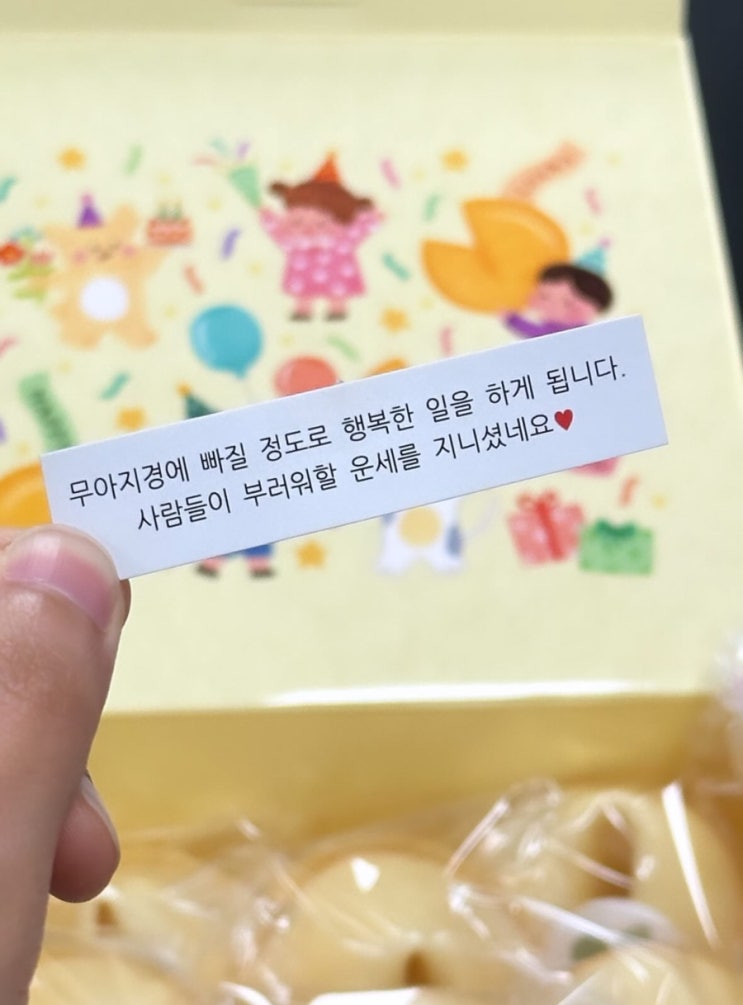 무아지경에 빠질 정도로 행복한 일을 하게 됩니다.
사람들이 부러워할 운세를 지니셨네요♥